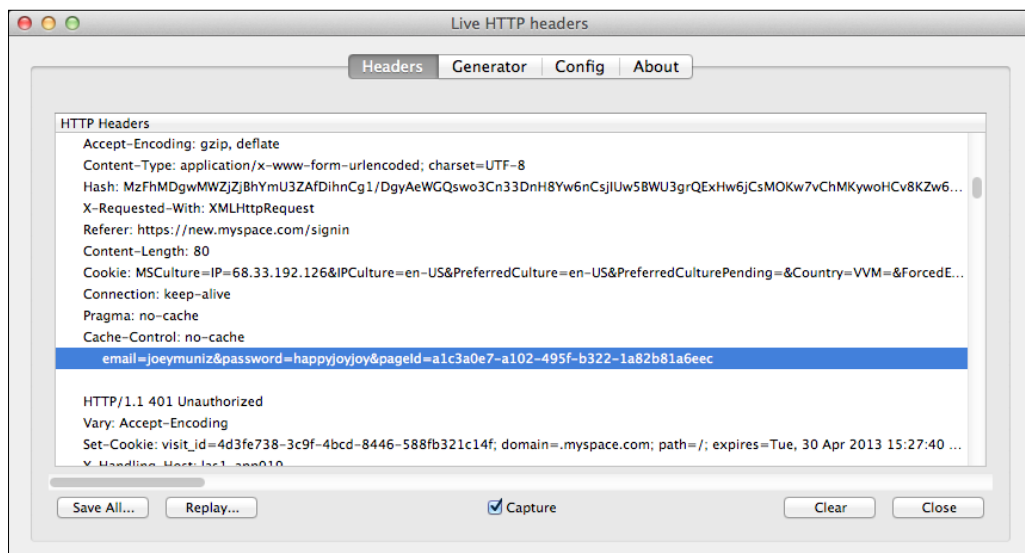 Live HTTP headers
Headers Generator Config About
HTTP Headers
Accept-Encoding: gzip, deflate
Content-Type: application/x-www-form-urlencoded; charset=UTF-8
Hash: MzFhMDgwMWZjZjBhYmU3ZAfDihnCg1/DgyAeWGQswo3Cn33DnH8Yw6nCsjIUw5BWU3grQExHw6jCsMOKw7vChMKywoHCv8KZw6...
X-Requested-With: XMLHttpRequest
Referer: https://new.myspace.com/signin
Content-Length: 80
Cookie: MSCulture=IP=68.33.192.126&IPCulture=en-US&PreferredCulture=en-US&PreferredCulturePending=&Country=VVM=&ForcedE...
Connection: keep-alive
Pragma: no-cache
Cache-Control: no-cache
email=joeymuniz&password=happyjoyjoy&pageId=a1c3a0e7-a102-495f-b322-1a82b81a6eec
HTTP/1.1 401 Unauthorized
Vary: Accept-Encoding
Set-Cookie: visit_id=4d3fe738-3c9f-4bcd-8446-588fb321c14f; domain=.myspace.com; path=/; expires=Tue, 30 Apr 2013 15:27:40 ...
X-Handling-Host: las1-app019
Save All... Replay... Capture Clear Close